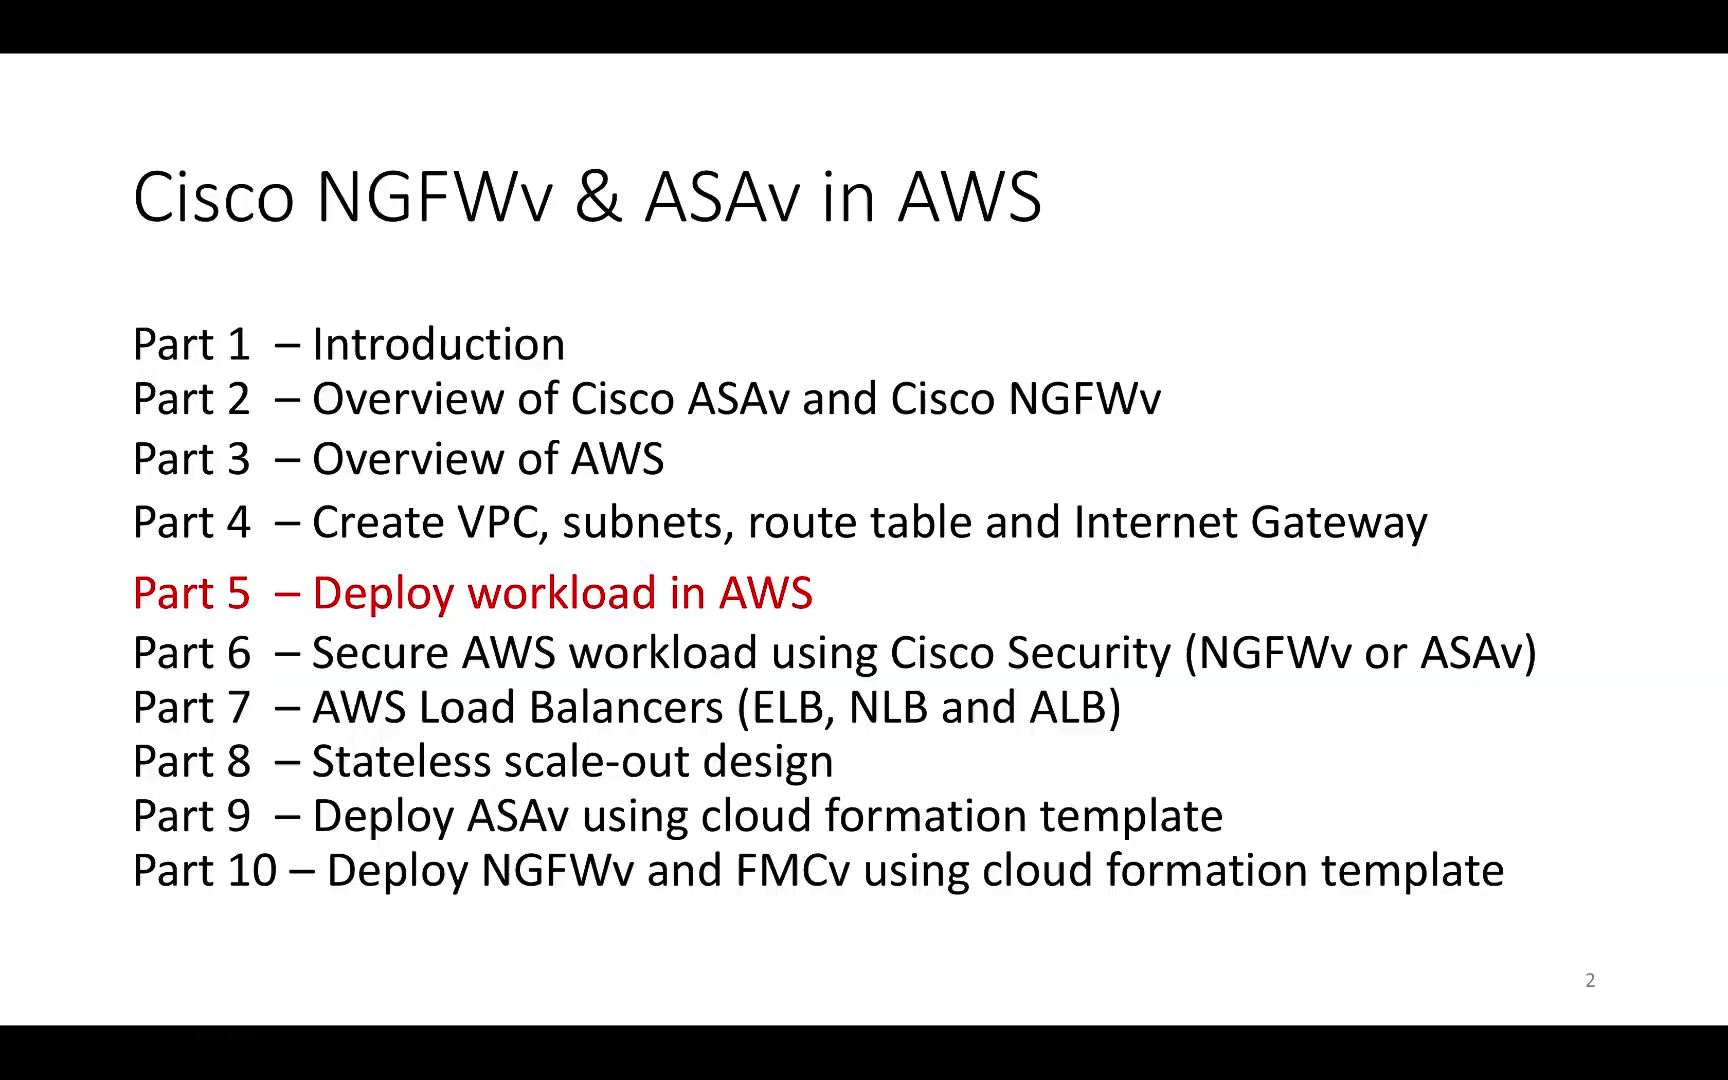 Cisco NGFWv & ASAv in AWS
Part 1 – Introduction
Part 2 – Overview of Cisco ASAv and Cisco NGFWv
Part 3 – Overview of AWS
Part 4 – Create VPC, subnets, route table and Internet Gateway
Part 5 – Deploy workload in AWS
Part 6 – Secure AWS workload using Cisco Security (NGFWv or ASAv)
Part 7 – AWS Load Balancers (ELB, NLB and ALB)
Part 8 – Stateless scale-out design
Part 9 – Deploy ASAv using cloud formation template
Part 10 – Deploy NGFWv and FMCv using cloud formation template
2